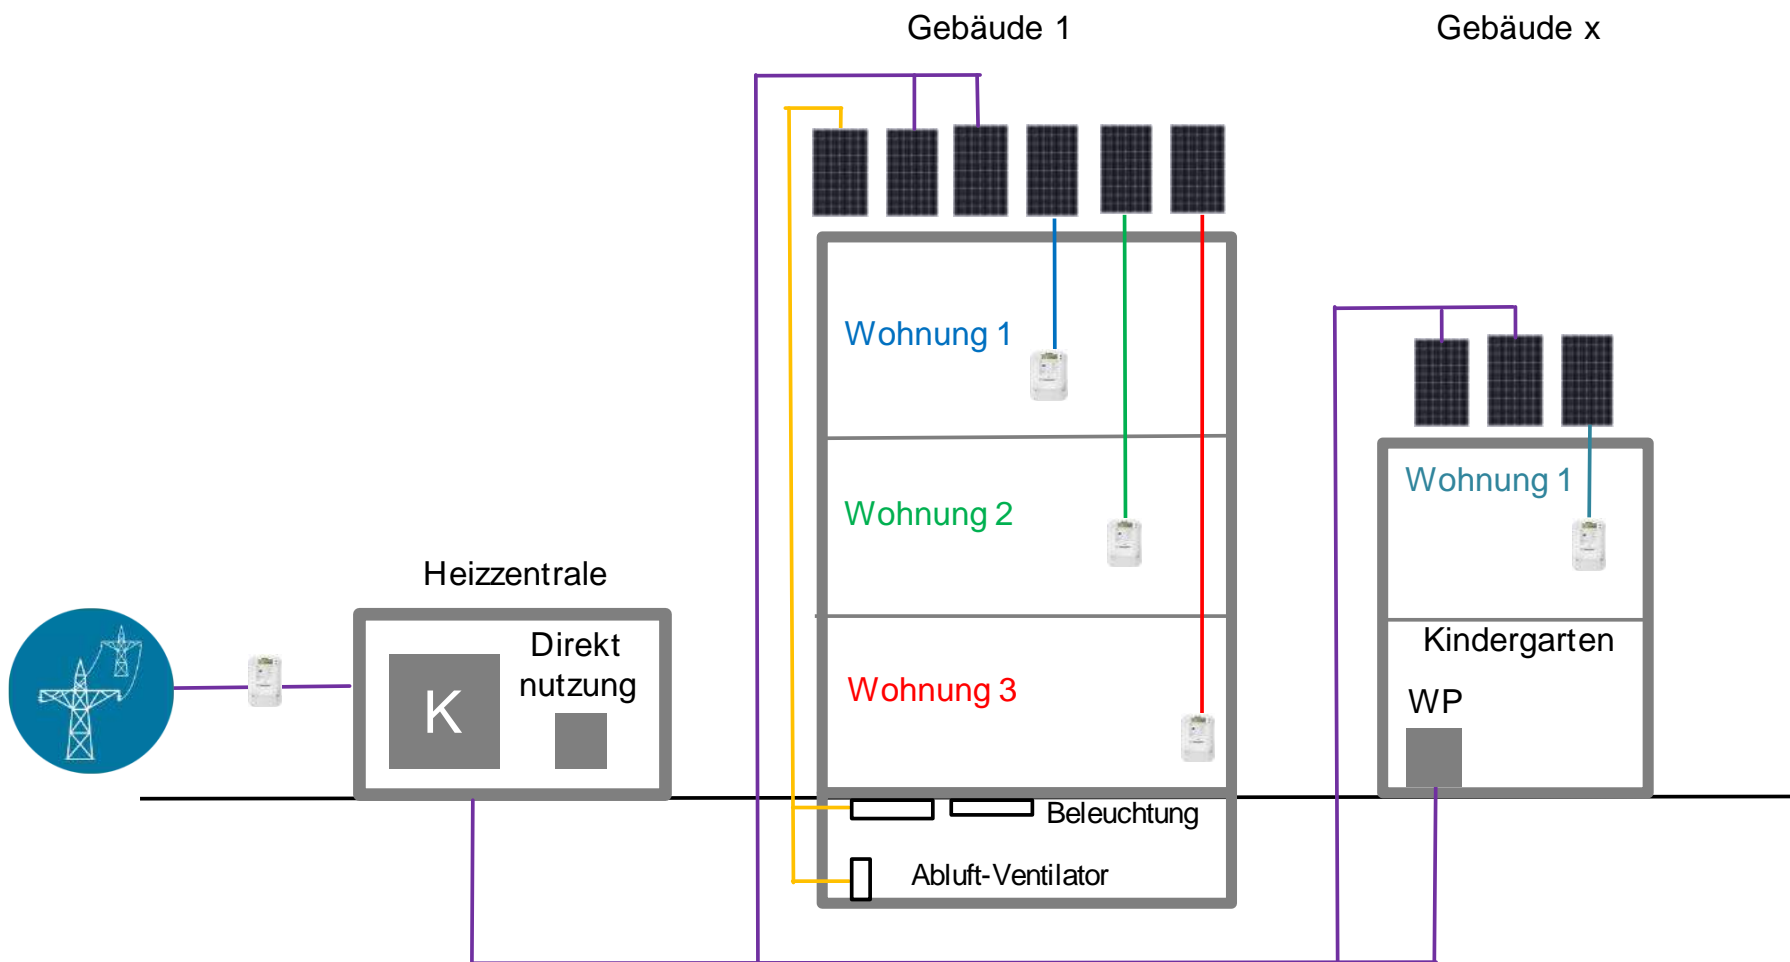 Gebäude 1
Gebäude x
Wohnung 1
Wohnung 2
Wohnung 3
Beleuchtung
Abluft-Ventilator
Wohnung 1
Kindergarten
WP
Heizzentrale
Direkt
nutzung
K